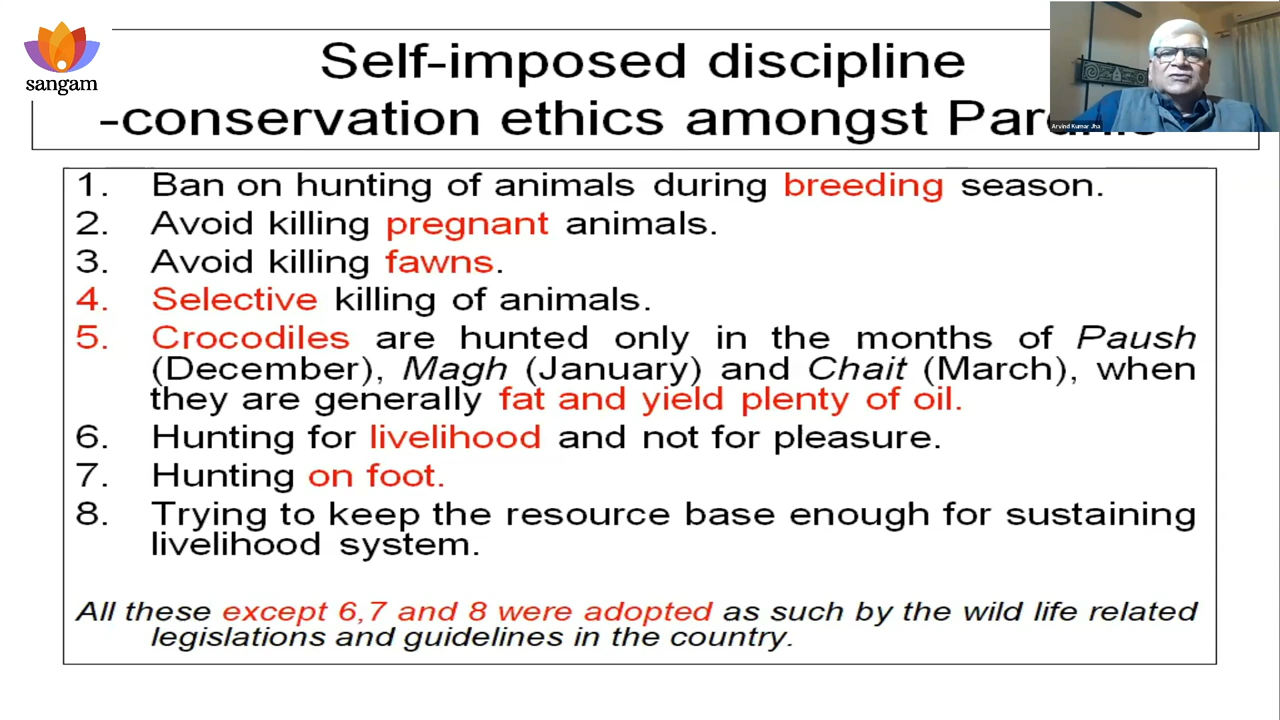 sangam
Self-imposed discipline
-conservation ethics amongst
Arvind Kumar Jha
1. Ban on hunting of animals during breeding season.
2. Avoid killing pregnant animals.
3. Avoid killing fawns.
4. Selective killing of animals.
5. Crocodiles are hunted only in the months of Paush
(December), Magh (January) and Chait (March), when
they are generally fat and yield plenty of oil.
6. Hunting for livelihood and not for pleasure.
7. Hunting on foot.
8. Trying to keep the resource base enough for sustaining
livelihood system.
All these except 6,7 and 8 were adopted as such by the wild life related
legislations and guidelines in the country.